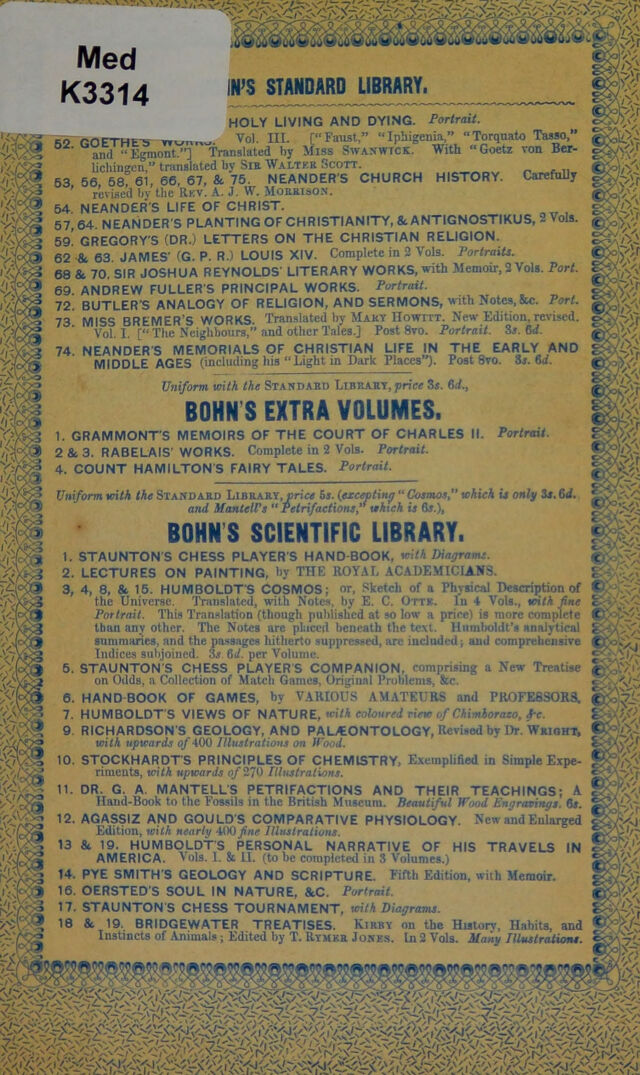 Med
K3314
N'S STANDARD LIBRARY.
HOLY LIVING AND DYING. Portrait.
52. GOETHE'S WORKS. Vol. III. ["Faust," "Iphigenia," "Torquato Tasso,"
and "Egmont."] Translated by MISS SWANWICK. With "Goetz von Ber-
lichingen," translated by SIR WALTER SCOTT.
53, 56, 58, 61, 66, 67, & 75. NEANDER'S CHURCH HISTORY. Carefully
revised by the REV. A. J. W. MORRISON.
54. NEANDER'S LIFE OF CHRIST.
57, 64. NEANDER'S PLANTING OF CHRISTIANITY, & ANTIGNOSTIKUS, 2 Vols.
59. GREGORY'S (DR.) LETTERS ON THE CHRISTIAN RELIGION.
62 & 63. JAMES' (G. P. R.) LOUIS XIV. Complete in 2 Vols. Portraits.
68 & 70. SIR JOSHUA REYNOLDS' LITERARY WORKS, with Memoir, 2 Vols. Port.
69. ANDREW FULLER'S PRINCIPAL WORKS. Portrait.
72. BUTLER'S ANALOGY OF RELIGION, AND SERMONS, with Notes, &c. Port.
73. MISS BREMER'S WORKS. Translated by MARY HOWITT. New Edition, revised.
Vol. I. ["The Neighbours," and other Tales.] Post 8vo. Portrait. 3s. 6d.
74. NEANDER'S MEMORIALS OF CHRISTIAN LIFE IN THE EARLY AND
MIDDLE AGES (including his "Light in Dark Places"). Post 8vo. 3s. 6d.
Uniform with the STANDARD LIBRARY, price 3s. 6d.,
BOHN'S EXTRA VOLUMES.
1. GRAMMONT'S MEMOIRS OF THE COURT OF CHARLES II. Portrait.
2 & 3. RABELAIS' WORKS. Complete in 2 Vols. Portrait.
4. COUNT HAMILTON'S FAIRY TALES. Portrait.
Uniform with the STANDARD LIBRARY, price 5s. (excepting "Cosmos," which is only 3s. 6d.
and Mantell's "Petrifactions," which is 6s.),
BOHN'S SCIENTIFIC LIBRARY.
1. STAUNTON'S CHESS PLAYER'S HAND-BOOK, with Diagrams.
2. LECTURES ON PAINTING, by THE ROYAL ACADEMICIANS.
3, 4, 8, & 15. HUMBOLDT'S COSMOS; or, Sketch of a Physical Description of
the Universe. Translated, with Notes, by E. C. OTTE. In 4 Vols., with fine
Portrait. This Translation (though published at so low a price) is more complete
than any other. The Notes are placed beneath the text. Humboldt's analytical
summaries, and the passages hitherto suppressed, are included; and comprehensive
Indices subjoined. 3s. 6d. per Volume.
5. STAUNTON'S CHESS PLAYER'S COMPANION, comprising a New Treatise
on Odds, a Collection of Match Games, Original Problems, &c.
6. HAND-BOOK OF GAMES, by VARIOUS AMATEURS and PROFESSORS.
7. HUMBOLDT'S VIEWS OF NATURE, with coloured view of Chimborazo, &c.
9. RICHARDSON'S GEOLOGY, AND PALÆONTOLOGY, Revised by Dr. WRIGHT,
with upwards of 400 Illustrations on Wood.
10. STOCKHARDT'S PRINCIPLES OF CHEMISTRY, Exemplified in Simple Expe-
riments, with upwards of 270 Illustrations.
11. DR. G. A. MANTELL'S PETRIFACTIONS AND THEIR TEACHINGS; A
Hand-Book to the Fossils in the British Museum. Beautiful Wood Engravings. 6s.
12. AGASSIZ AND GOULD'S COMPARATIVE PHYSIOLOGY. New and Enlarged
Edition, with nearly 400 fine Illustrations.
13 & 19. HUMBOLDT'S PERSONAL NARRATIVE OF HIS TRAVELS IN
AMERICA. Vols. I. & II. (to be completed in 3 Volumes.)
14. PYE SMITH'S GEOLOGY AND SCRIPTURE. Fifth Edition, with Memoir.
16. OERSTED'S SOUL IN NATURE, &C. Portrait.
17. STAUNTON'S CHESS TOURNAMENT, with Diagrams.
18 & 19. BRIDGEWATER TREATISES. KIRBY on the History, Habits, and
Instincts of Animals; Edited by T. RYMER JONES. In 2 Vols. Many Illustrations.